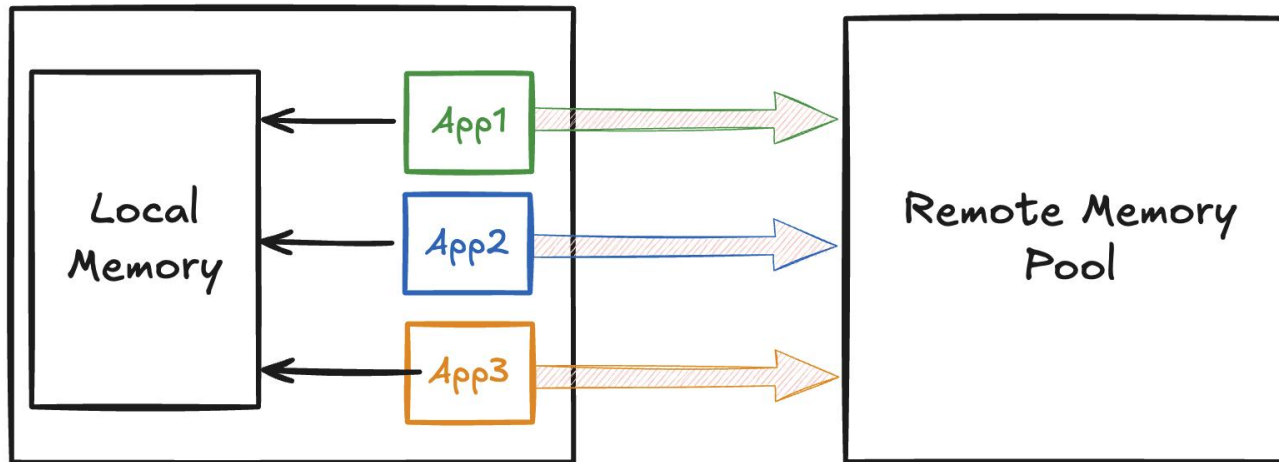 App1
Local
Memory
App2
App3
Remote Memory
Pool